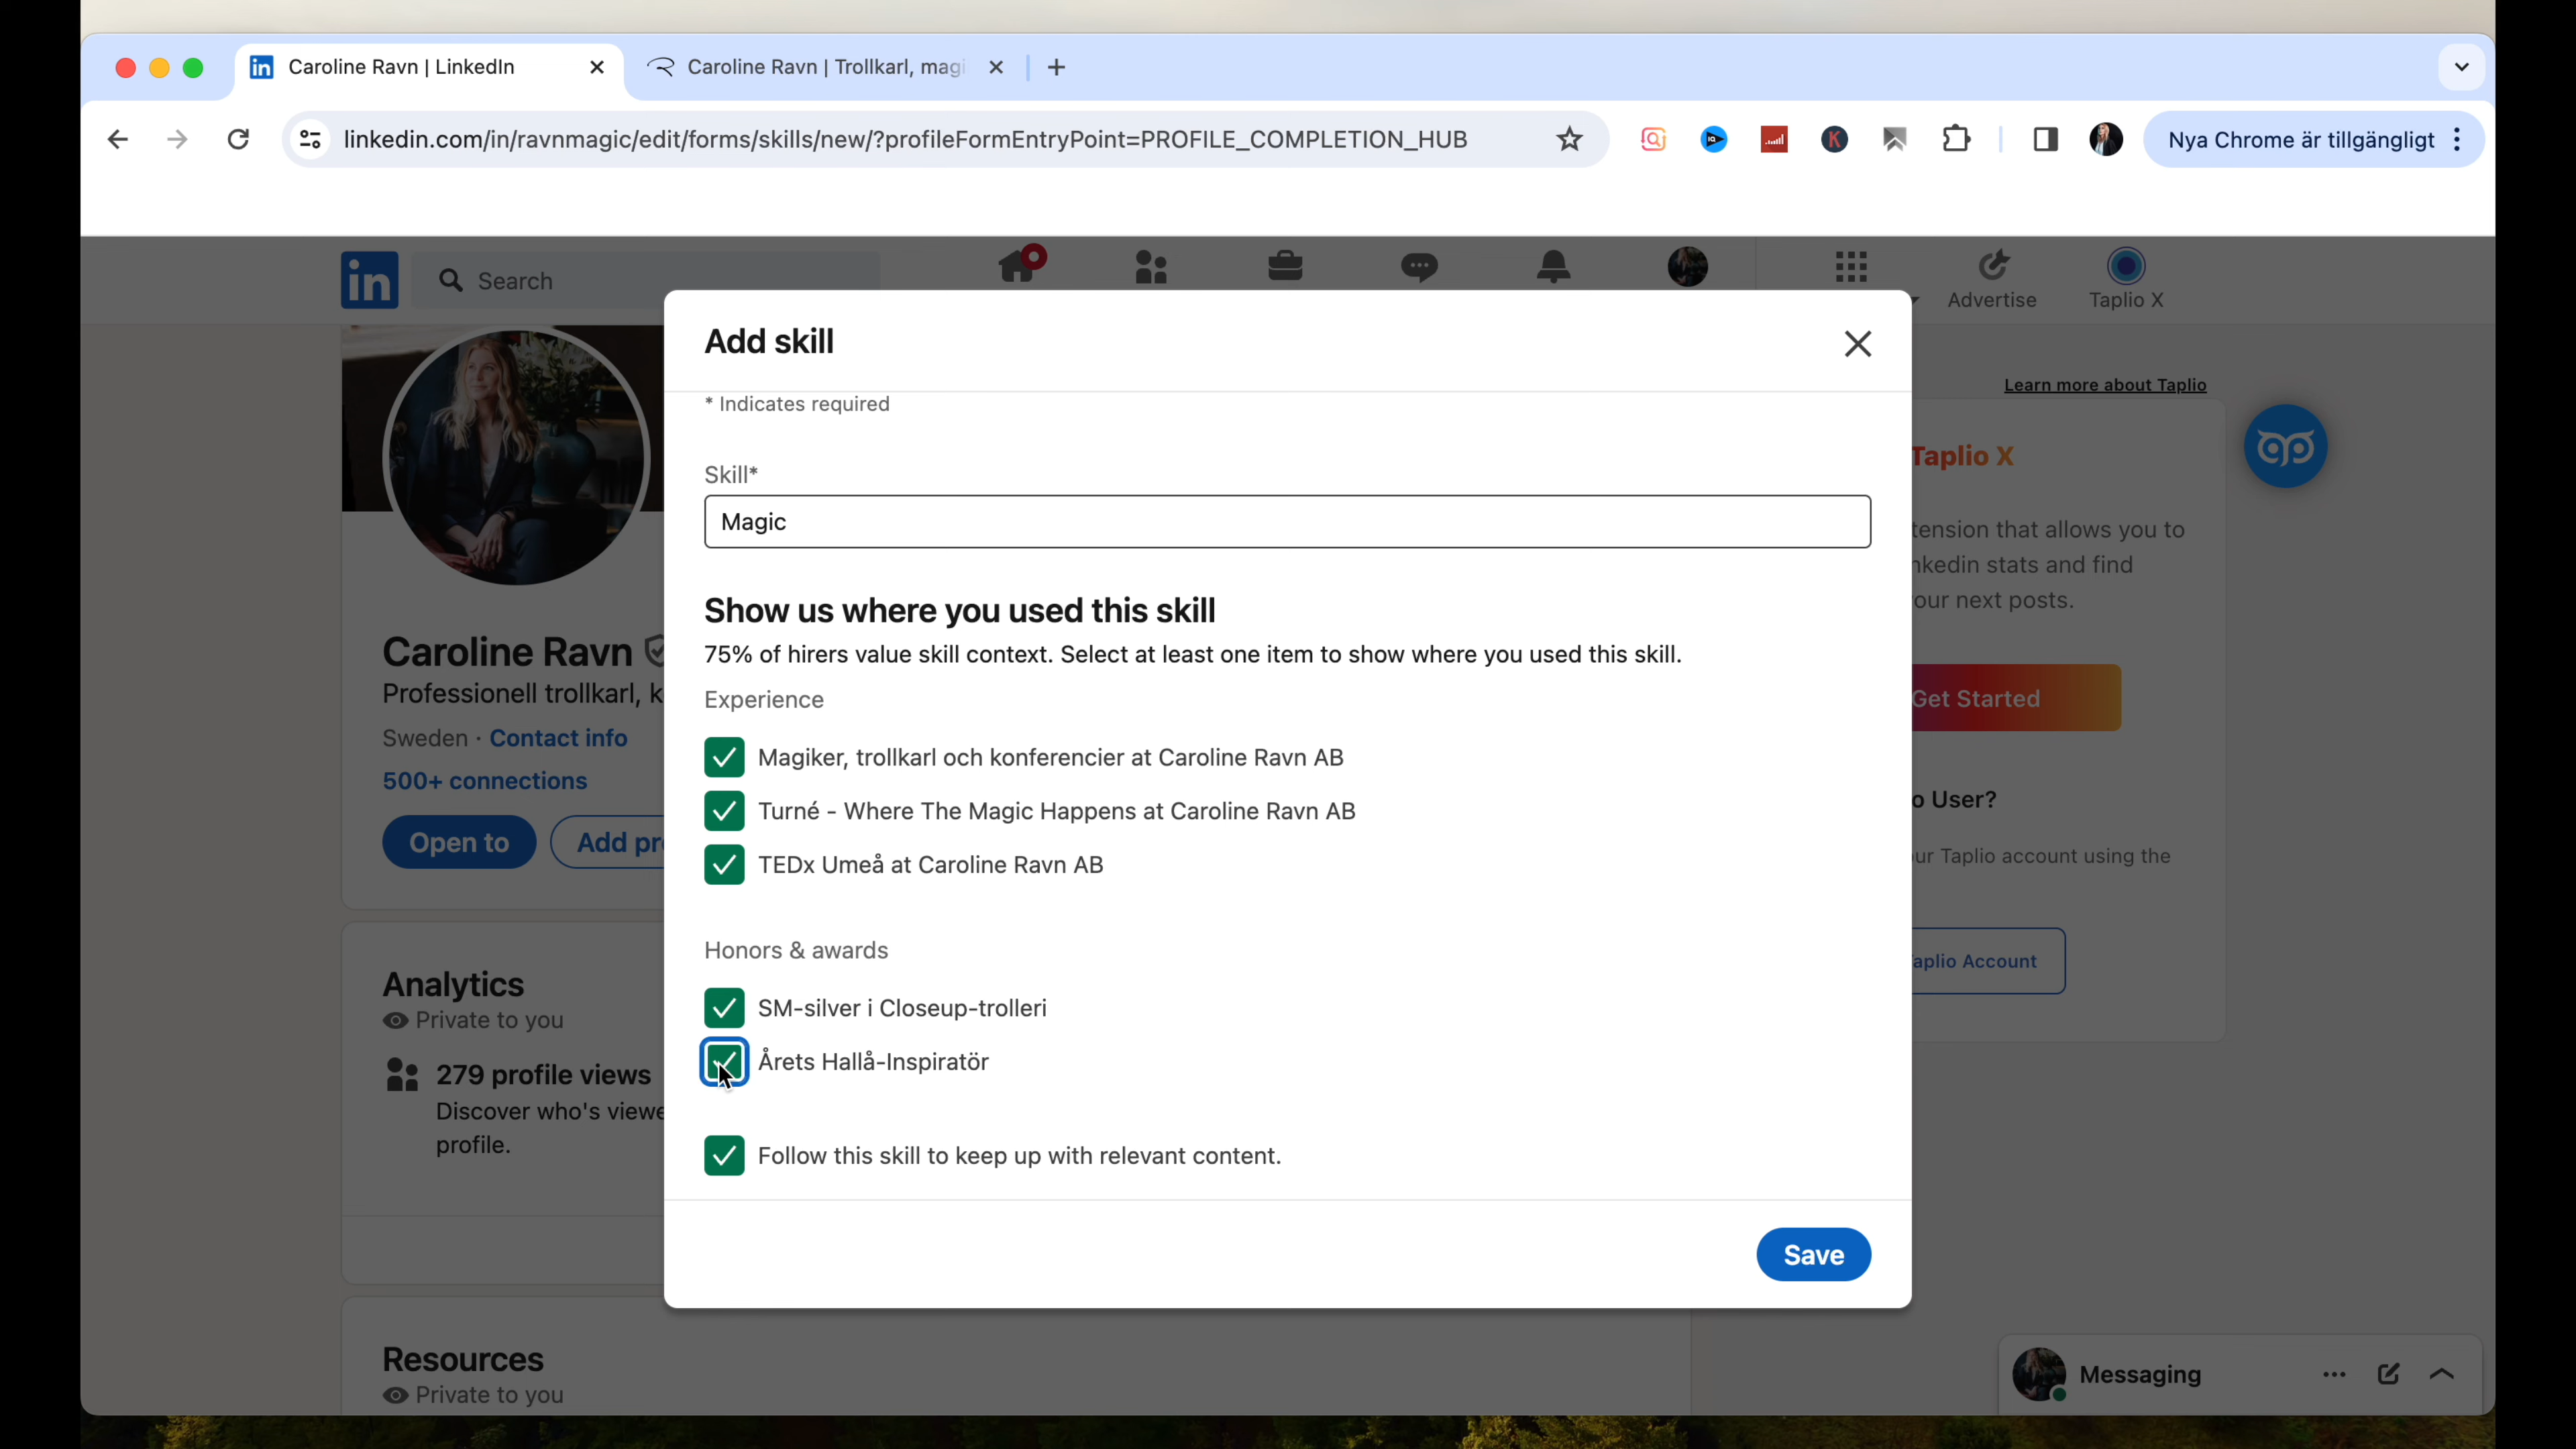 Caroline Ravn | LinkedIn
Caroline Ravn | Trollkarl, magi
linkedin.com/in/ravnmagic/edit/forms/skills/new/?profileFormEntryPoint=PROFILE_COMPLETION_HUB
Nya Chrome är tillgängligt
in
Search
Advertise
Taplio X
Add skill
* Indicates required
Skill*
Magic
Show us where you used this skill
75% of hirers value skill context. Select at least one item to show where you used this skill.
Experience
Magiker, trollkarl och konferencier at Caroline Ravn AB
Turné - Where The Magic Happens at Caroline Ravn AB
TEDx Umeå at Caroline Ravn AB
Honors & awards
SM-silver i Closeup-trolleri
Årets Hallå-Inspiratör
Follow this skill to keep up with relevant content.
Save
Caroline Ravn
Professionell trollkarl, k
Sweden · Contact info
500+ connections
Open to
Add pr
Analytics
Private to you
279 profile views
Discover who's viewe
profile.
Resources
Private to you
Learn more about Taplio
Taplio X
tension that allows you to
nkedin stats and find
our next posts.
Get Started
o User?
ur Taplio account using the
aplio Account
Messaging